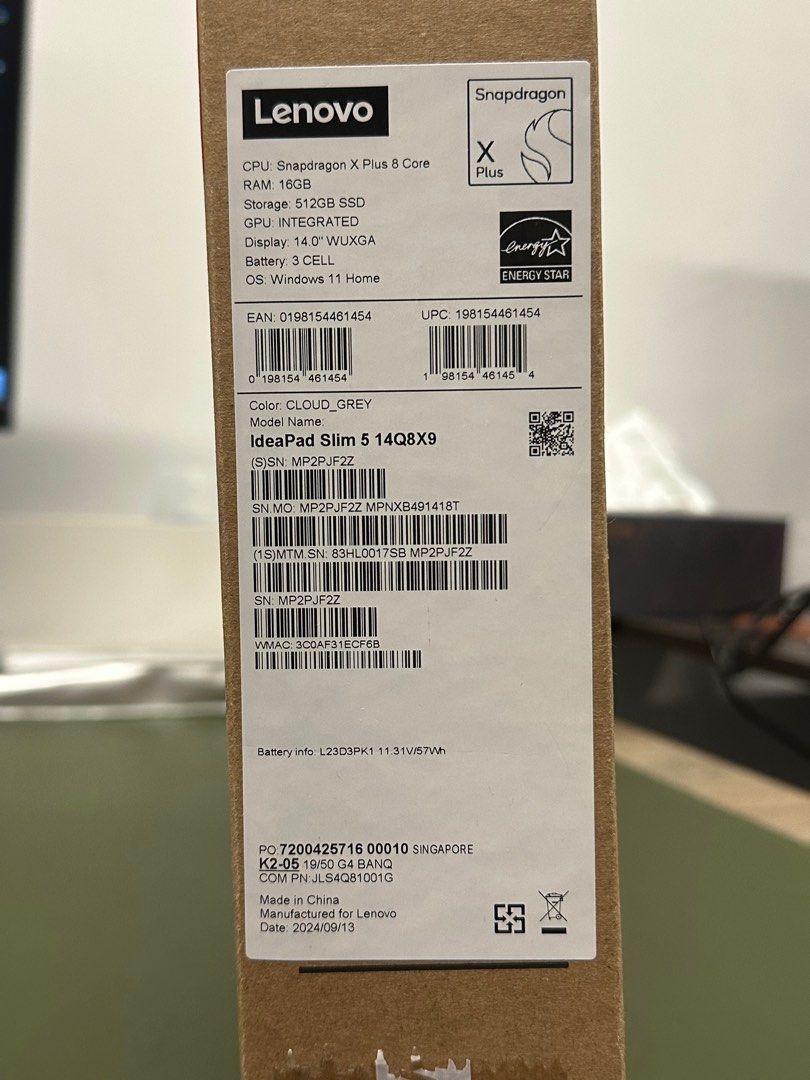 Lenovo
Snapdragon
X
Plus
CPU: Snapdragon X Plus 8 Core
RAM: 16GB
Storage: 512GB SSD
GPU: INTEGRATED
Display: 14.0" WUXGA
Battery: 3 CELL
OS: Windows 11 Home
energy
ENERGY STAR
EAN: 0198154461454
UPC: 198154461454
0 198154 461454
1 98154 46145 4
Color: CLOUD_GREY
Model Name:
IdeaPad Slim 5 14Q8X9
(S)SN: MP2PJF2Z
SN.MO: MP2PJF2Z MPNXB491418T
(1S)MTM.SN: 83HL0017SB MP2PJF2Z
SN: MP2PJF2Z
WMAC: 3C0AF31ECF6B
Battery info: L23D3PK1 11.31V/57Wh
PO:7200425716 00010 SINGAPORE
K2-05 19/50 G4 BANQ
COM PN:JLS4Q81001G
Made in China
Manufactured for Lenovo
Date: 2024/09/13